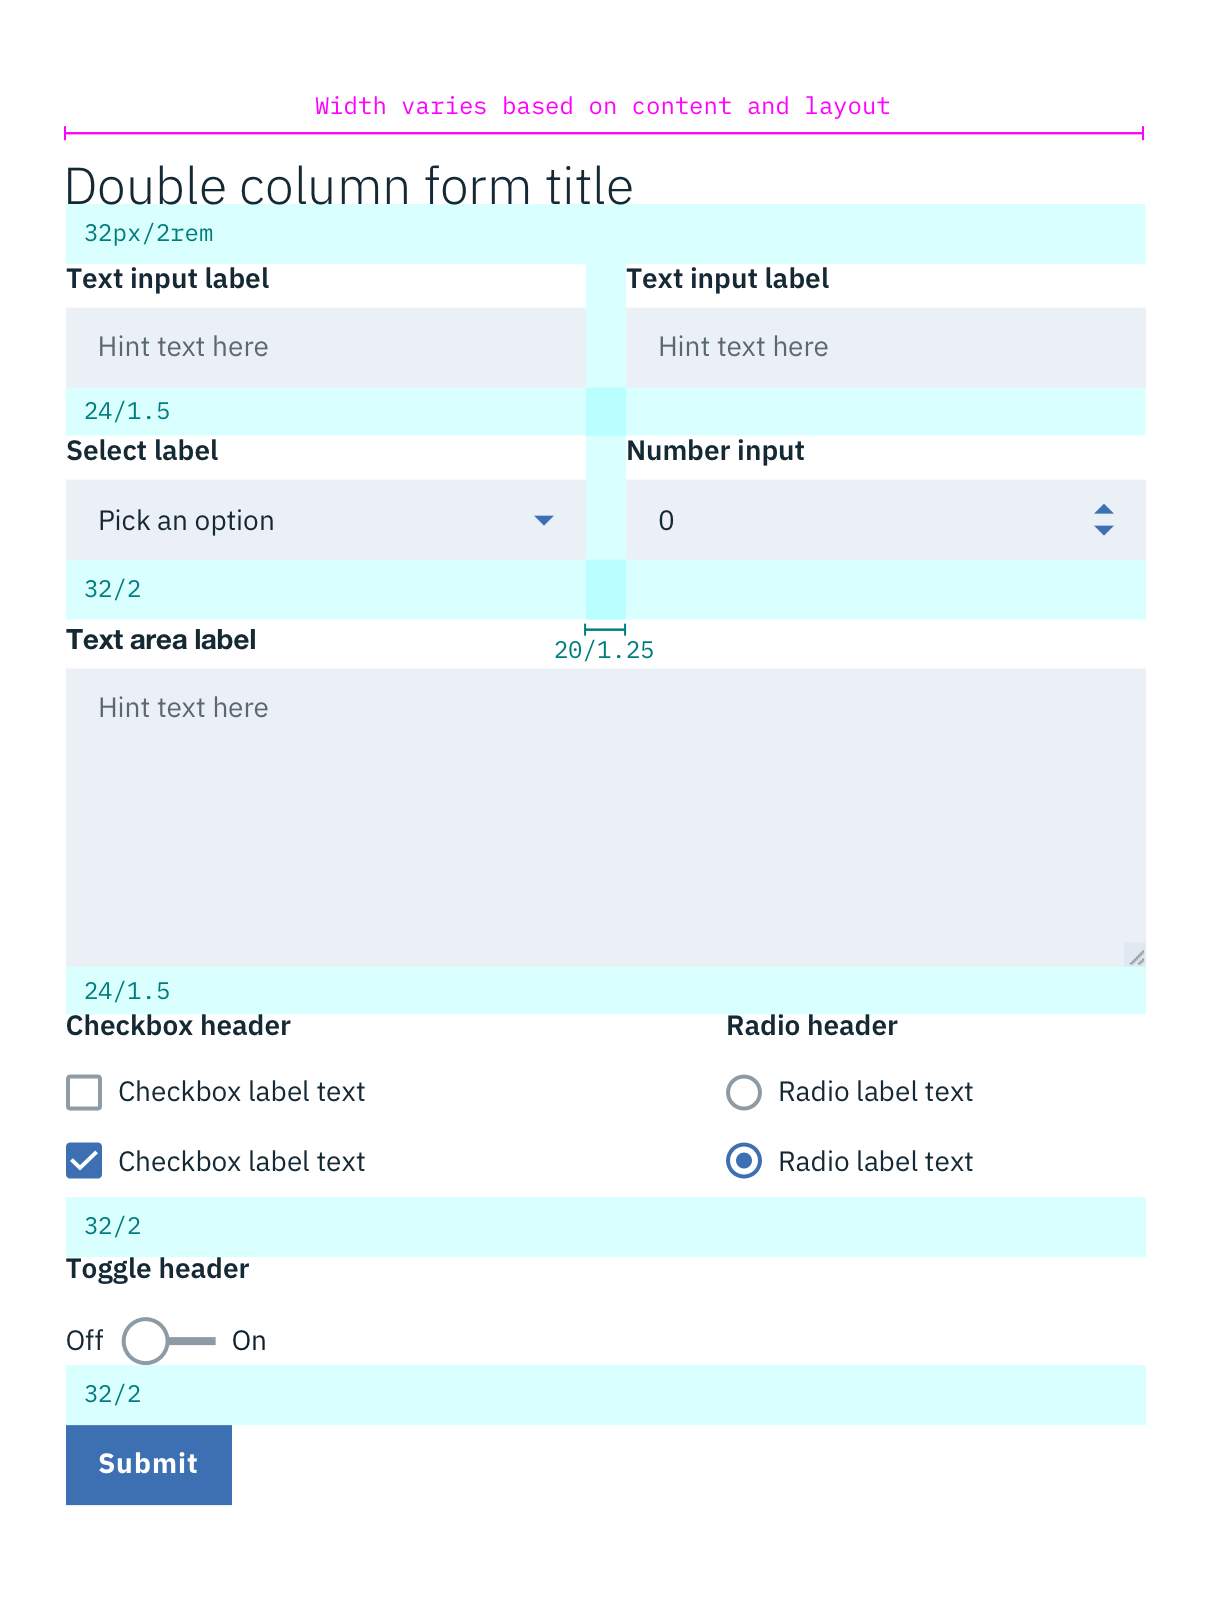 Width varies based on content and layout
Double column form title
32px/2rem
Text input label
Text input label
Hint text here
Hint text here
24/1.5
Select label
Number input
Pick an option
0
32/2
Text area label
20/1.25
Hint text here
24/1.5
Checkbox header
Radio header
Checkbox label text
Radio label text
Checkbox label text
Radio label text
32/2
Toggle header
Off On
32/2
Submit